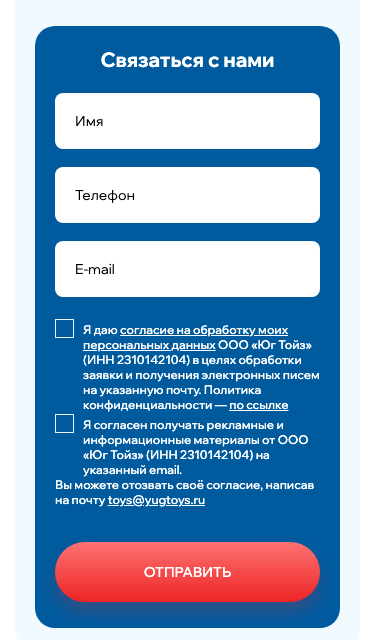 Связаться с нами
Имя
Телефон
E-mail
Я даю согласие на обработку моих
персональных данных ООО «Юг Тойз»
(ИНН 2310142104) в целях обработки
заявки и получения электронных писем
на указанную почту. Политика
конфиденциальности — по ссылке
Я согласен получать рекламные и
информационные материалы от ООО
«Юг Тойз» (ИНН 2310142104) на
указанный email.
Вы можете отозвать своё согласие, написав
на почту toys@yugtoys.ru
ОТПРАВИТЬ